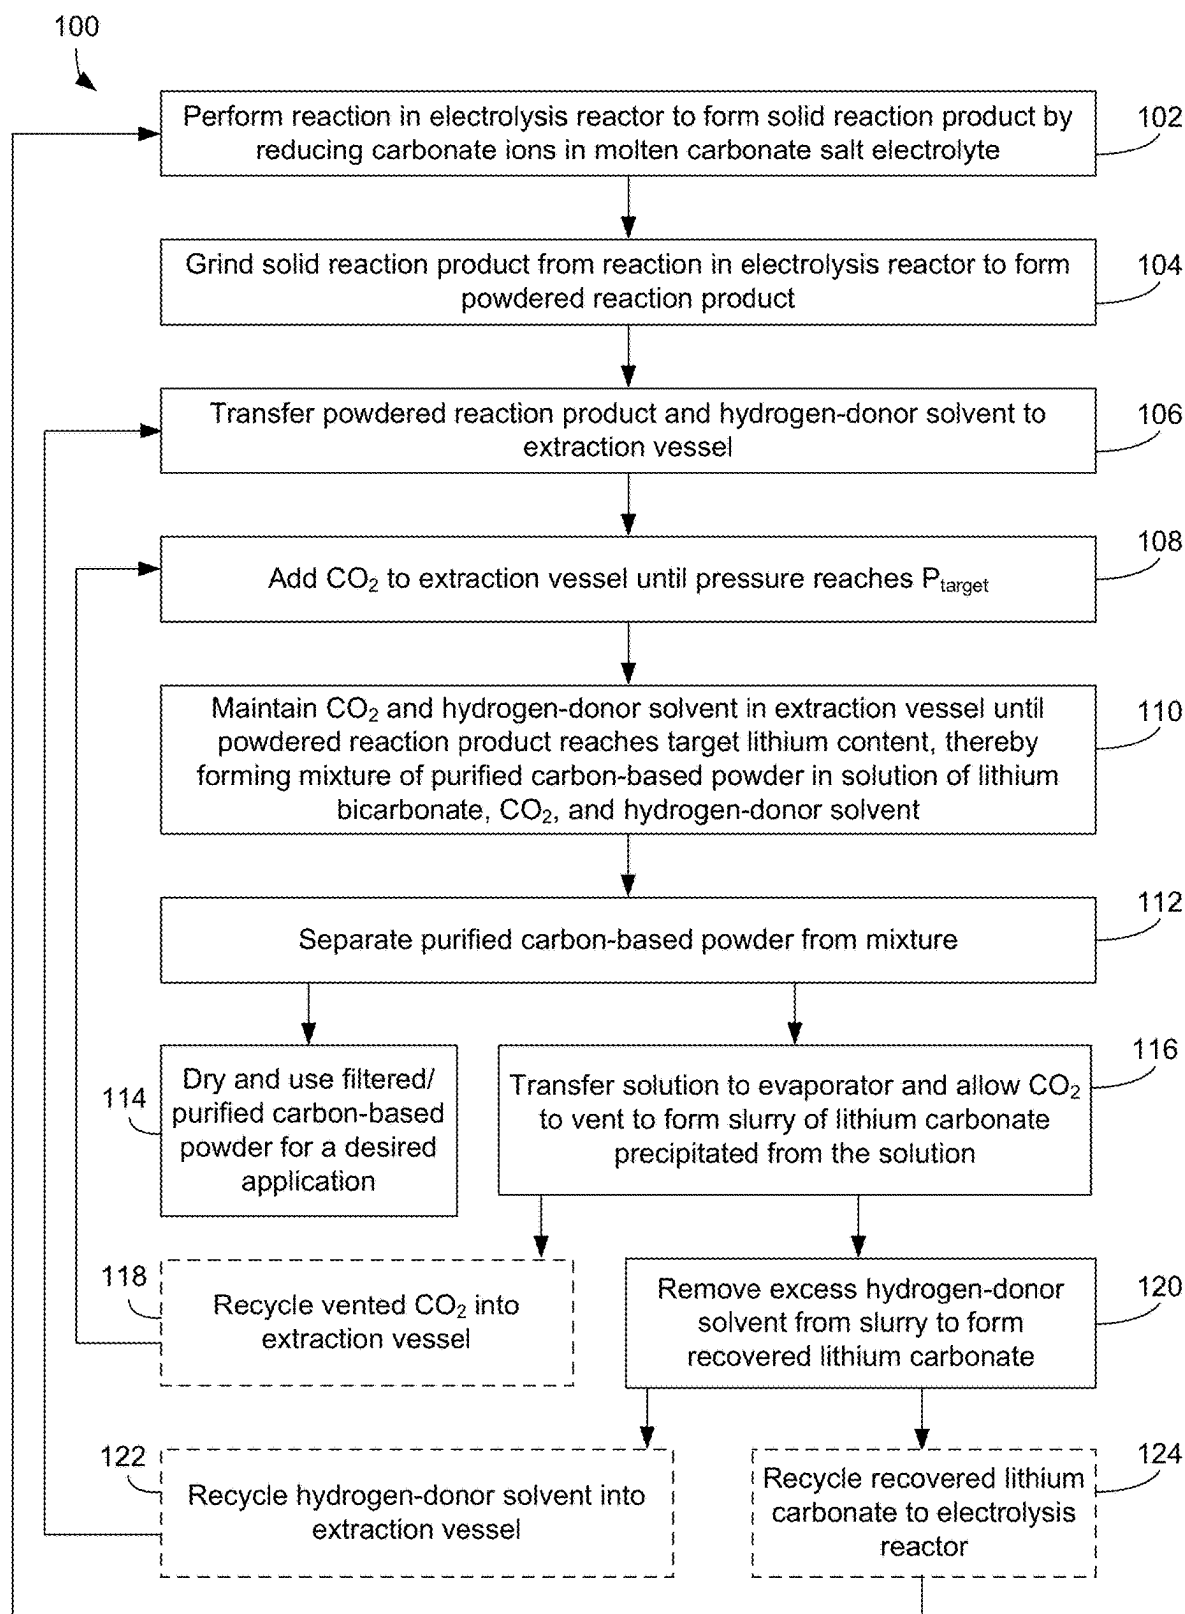 100
Perform reaction in electrolysis reactor to form solid reaction product by
reducing carbonate ions in molten carbonate salt electrolyte
102
Grind solid reaction product from reaction in electrolysis reactor to form
powdered reaction product
104
Transfer powdered reaction product and hydrogen-donor solvent to
extraction vessel
106
Add CO₂ to extraction vessel until pressure reaches Pₜₐᵣgₑₜ
108
Maintain CO₂ and hydrogen-donor solvent in extraction vessel until
powdered reaction product reaches target lithium content, thereby
forming mixture of purified carbon-based powder in solution of lithium
bicarbonate, CO₂, and hydrogen-donor solvent
110
Separate purified carbon-based powder from mixture
112
114
Dry and use filtered/
purified carbon-based
powder for a desired
application
Transfer solution to evaporator and allow CO₂
to vent to form slurry of lithium carbonate
precipitated from the solution
116
118
Recycle vented CO₂ into
extraction vessel
Remove excess hydrogen-donor
solvent from slurry to form
recovered lithium carbonate
120
122
Recycle hydrogen-donor solvent into
extraction vessel
Recycle recovered lithium
carbonate to electrolysis
reactor
124